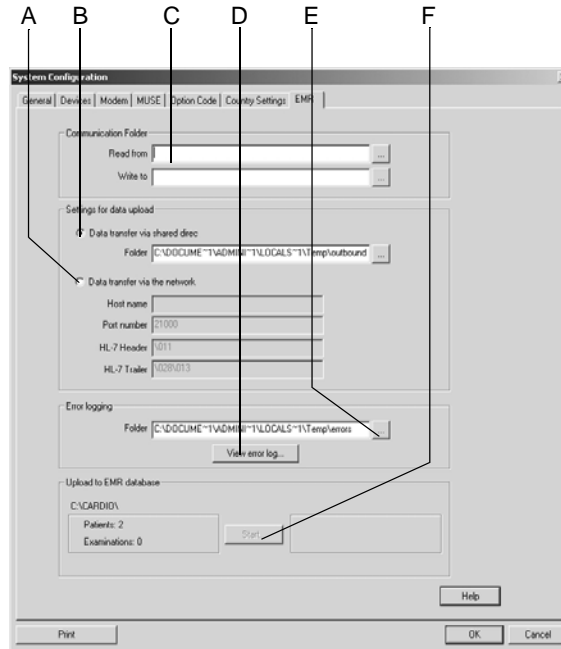 A B C D E F
System Configuration
General Devices Modem MUSE Option Code Country Settings EMR
Communication Folder
Read from ...
Write to ...
Settings for data upload
Data transfer via shared direc
Folder C:\DOCUME~1\ADMINI~1\LOCALS~1\Temp\outbound ...
Data transfer via the network
Host name
Port number 21000
HL-7 Header \011
HL-7 Trailer \028\013
Error logging
Folder C:\DOCUME~1\ADMINI~1\LOCALS~1\Temp\errors ...
View error log...
Upload to EMR database
C:\CARDIO\
Patients: 2
Examinations: 0
Start
Help
Print OK Cancel